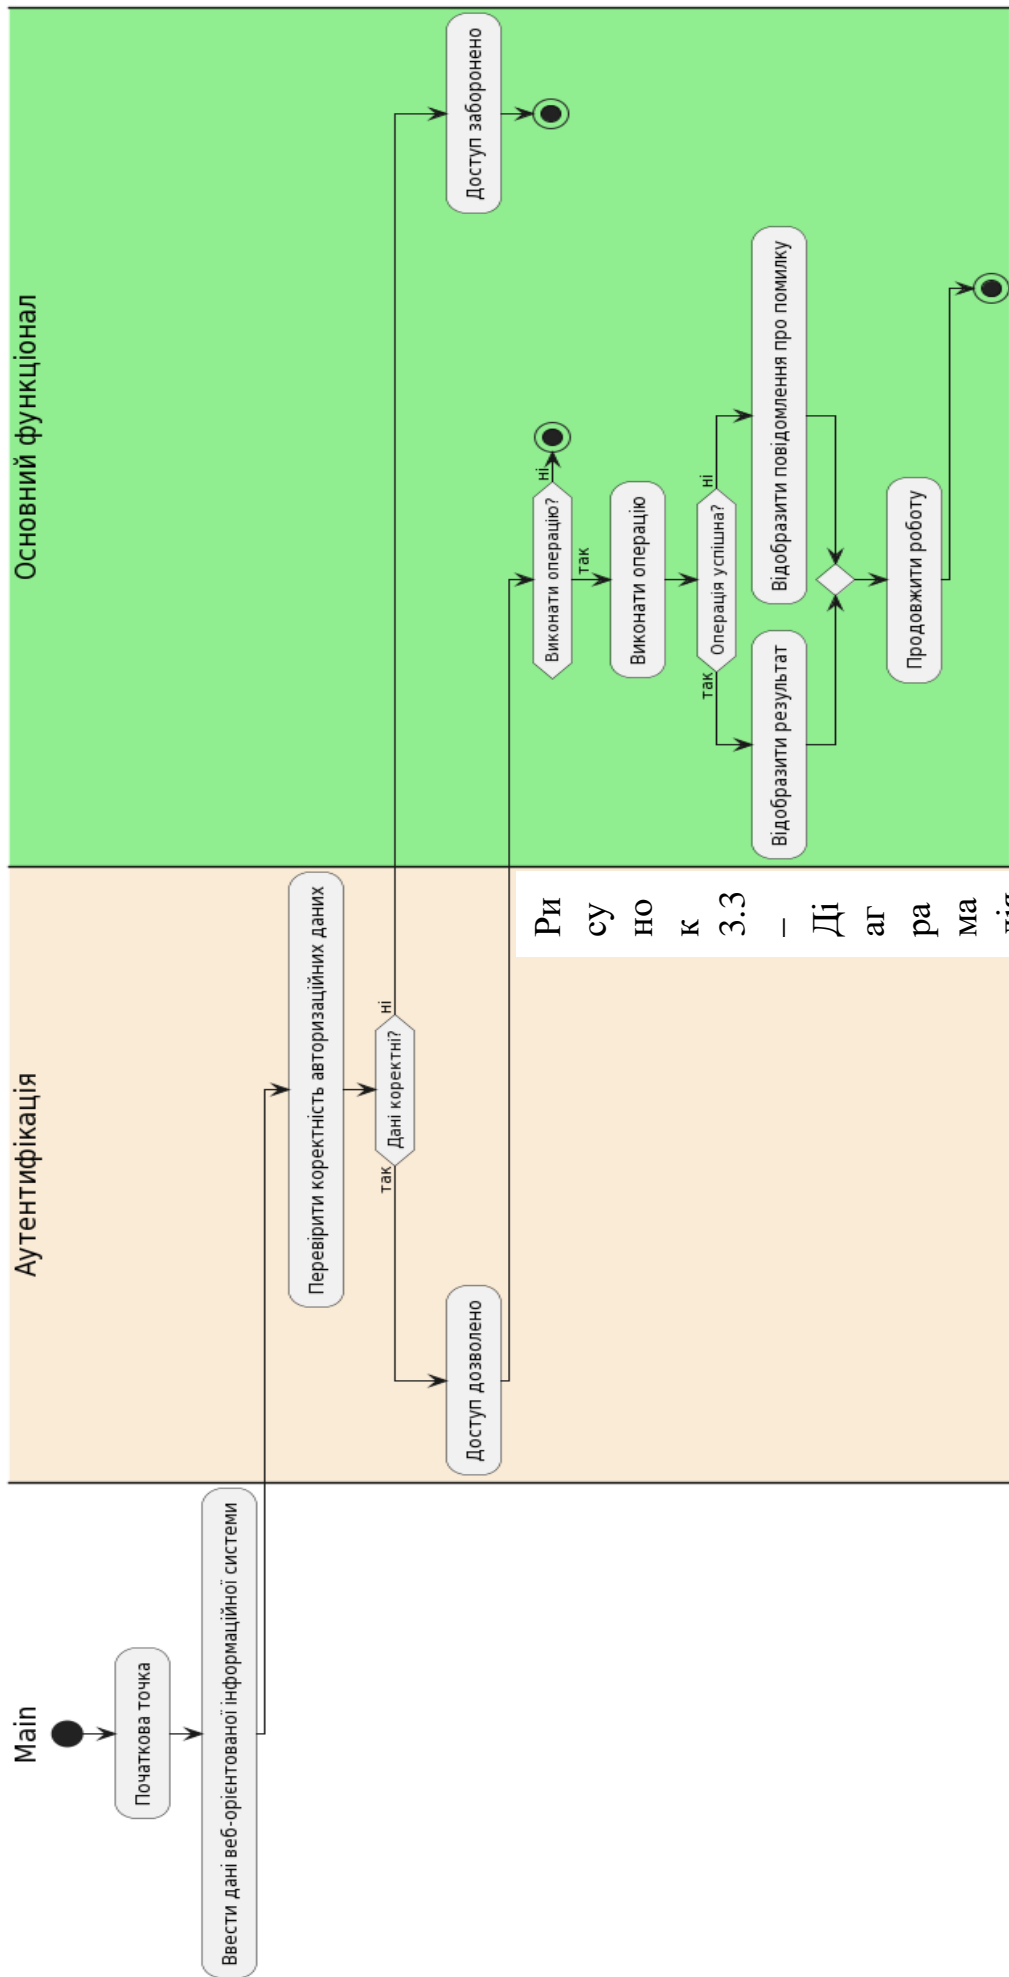 Main
Аутентифікація
Основний функціонал
Початкова точка
Ввести дані веб-орієнтованої інформаційної системи
Перевірити коректність авторизаційних даних
Дані коректні?
так
ні
Доступ дозволено
Доступ заборонено
Виконати операцію?
ні
так
Виконати операцію
Операція успішна?
так
ні
Відобразити результат
Відобразити повідомлення про помилку
Продовжити роботу
Ри
су
но
к
3.3
–
Ді
аг
ра
ма